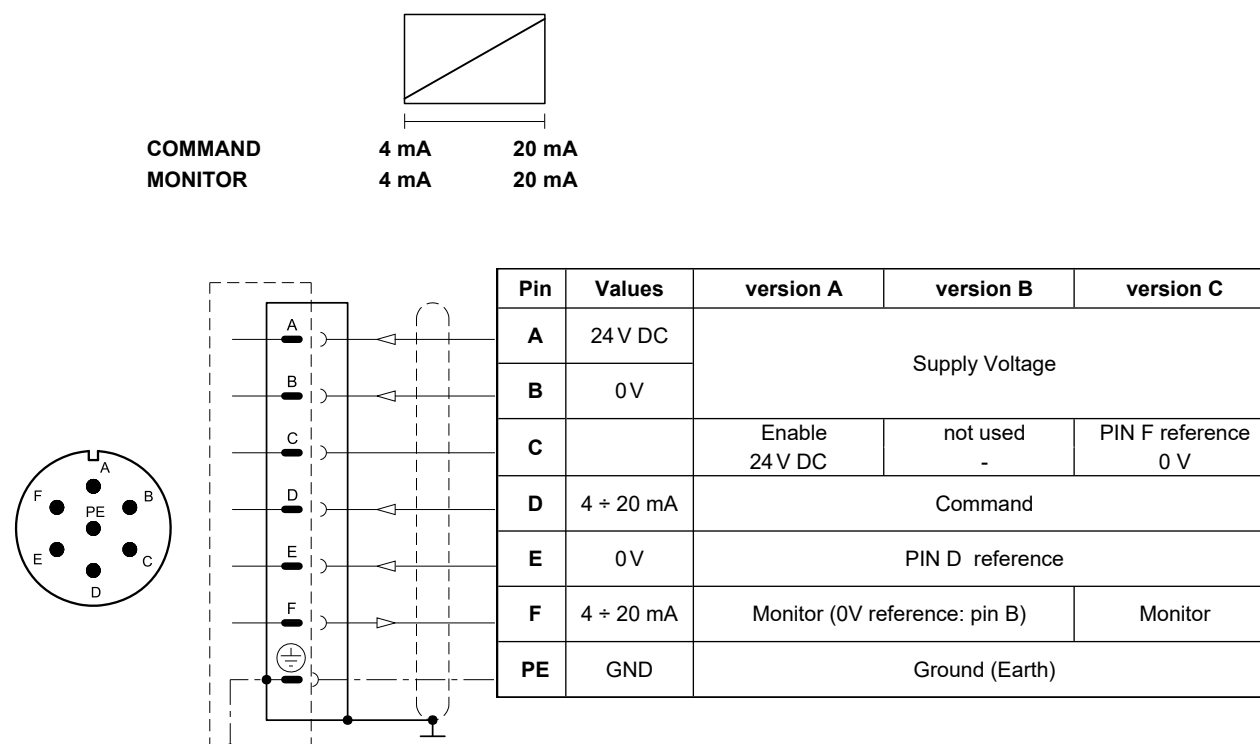 COMMAND 4 mA 20 mA
MONITOR 4 mA 20 mA
Pin Values version A version B version C
A 24 V DC Supply Voltage
B 0 V
C Enable 24 V DC not used - PIN F reference 0 V
D 4 ÷ 20 mA Command
E 0 V PIN D reference
F 4 ÷ 20 mA Monitor (0V reference: pin B) Monitor
PE GND Ground (Earth)
A
B
C
D
E
F
A
F
B
PE
E
C
D